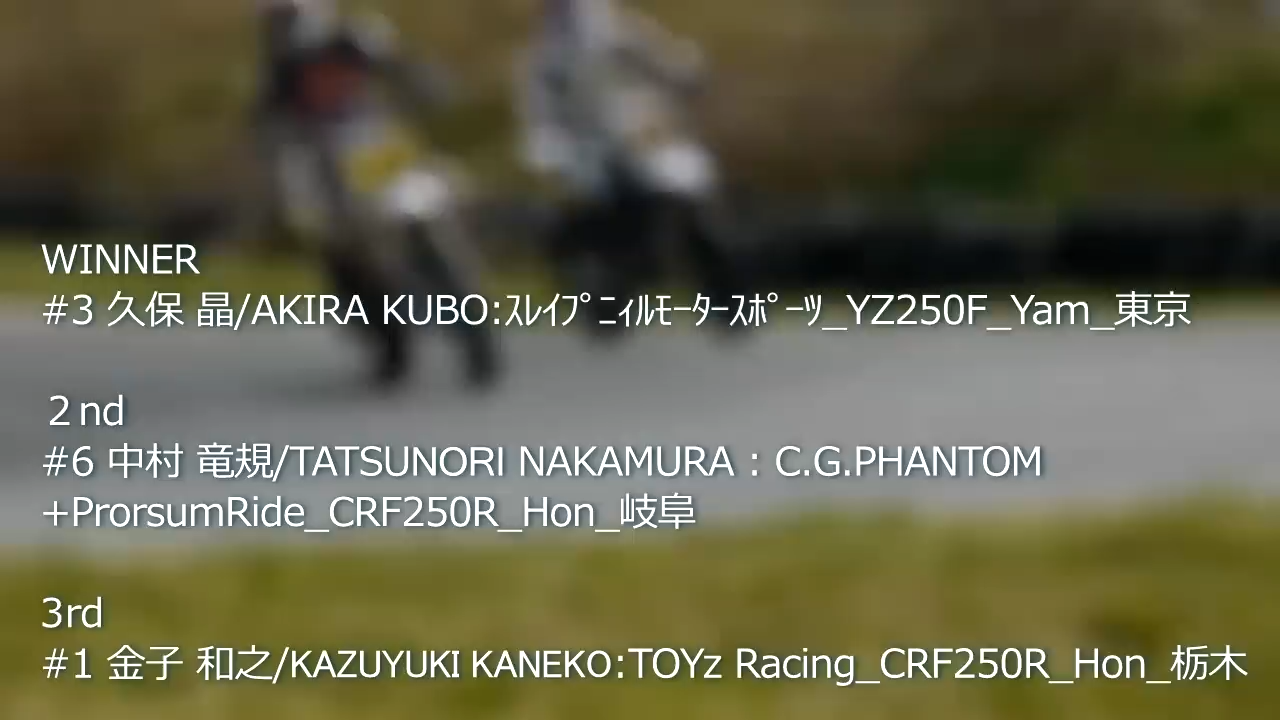 WINNER
#3 久保 晶/AKIRA KUBO:ｽﾚｲﾌﾟﾆｨﾙﾓｰﾀｰｽﾎﾟｰﾂ_YZ250F_Yam_東京
２nd
#6 中村 竜規/TATSUNORI NAKAMURA : C.G.PHANTOM
+ProrsumRide_CRF250R_Hon_岐阜
3rd
#1 金子 和之/KAZUYUKI KANEKO:TOYz Racing_CRF250R_Hon_栃木